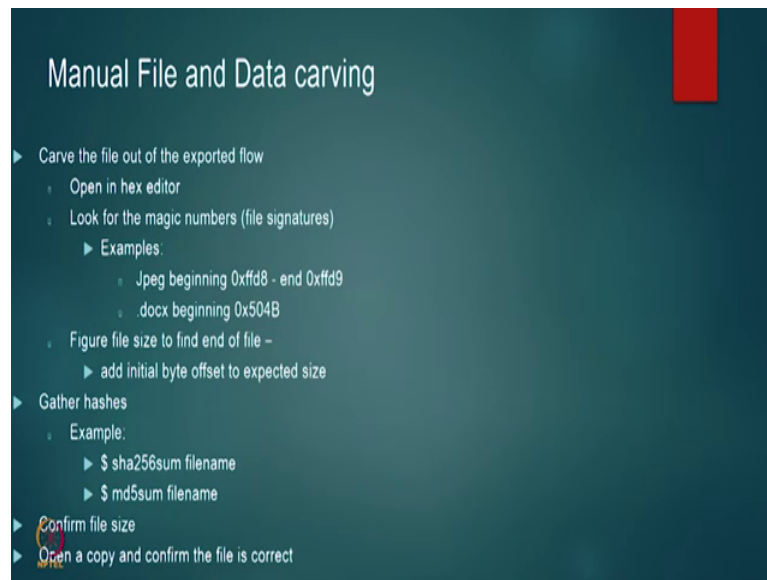 Manual File and Data carving
Carve the file out of the exported flow
Open in hex editor
Look for the magic numbers (file signatures)
Examples:
Jpeg beginning 0xffd8 - end 0xffd9
.docx beginning 0x504B
Figure file size to find end of file –
add initial byte offset to expected size
Gather hashes
Example:
$ sha256sum filename
$ md5sum filename
Confirm file size
Open a copy and confirm the file is correct
NPTEL